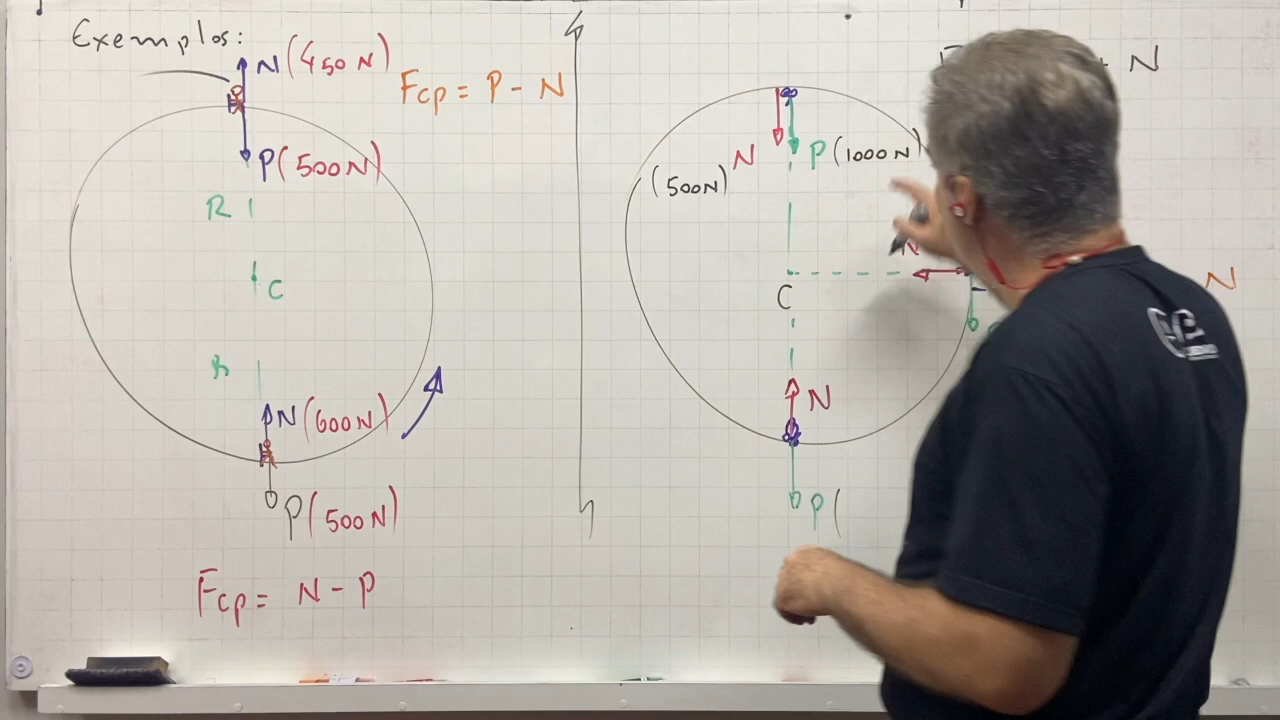 Exemplos:
N (450 N)
Fcp = P - N
P (500 N)
R
C
R
N (600 N)
P (500 N)
Fcp = N - P
+ N
N
P (1000 N)
(500N)
N
C
N
N
P (